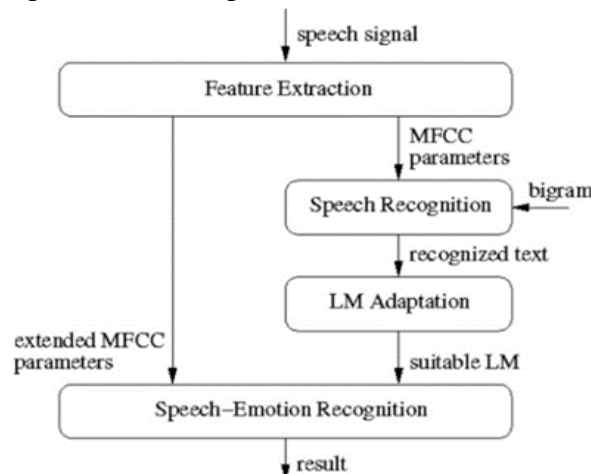 speech signal
Feature Extraction
MFCC
parameters
bigram
Speech Recognition
recognized text
LM Adaptation
extended MFCC
parameters
suitable LM
Speech–Emotion Recognition
result